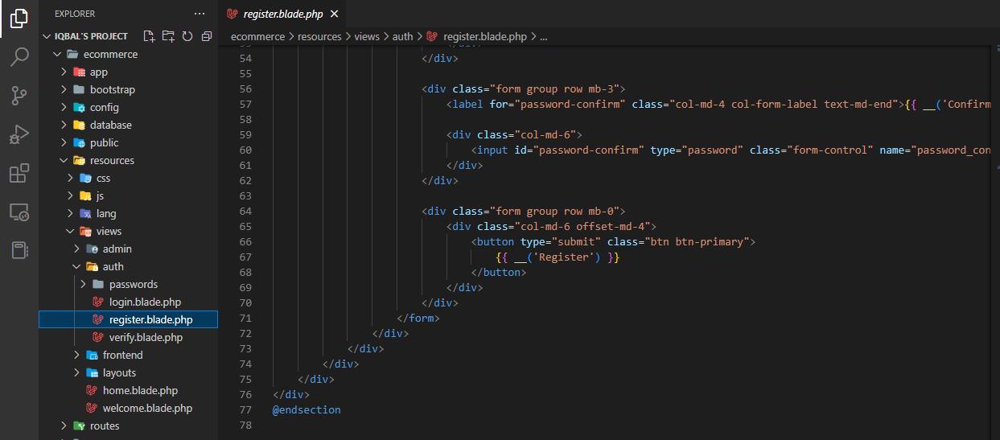 EXPLORER
···
register.blade.php
IQBAL'S PROJECT
ecommerce > resources > views > auth > register.blade.php > ...
ecommerce
app
bootstrap
config
database
public
resources
css
js
lang
views
admin
auth
passwords
login.blade.php
register.blade.php
verify.blade.php
frontend
layouts
home.blade.php
welcome.blade.php
routes
54 </div>
55
56 <div class="form group row mb-3">
57 <label for="password-confirm" class="col-md-4 col-form-label text-md-end">{{ __('Confirm
58
59 <div class="col-md-6">
60 <input id="password-confirm" type="password" class="form-control" name="password_con
61 </div>
62 </div>
63
64 <div class="form group row mb-0">
65 <div class="col-md-6 offset-md-4">
66 <button type="submit" class="btn btn-primary">
67 {{ __('Register') }}
68 </button>
69 </div>
70 </div>
71 </form>
72 </div>
73 </div>
74 </div>
75 </div>
76 </div>
77 @endsection
78